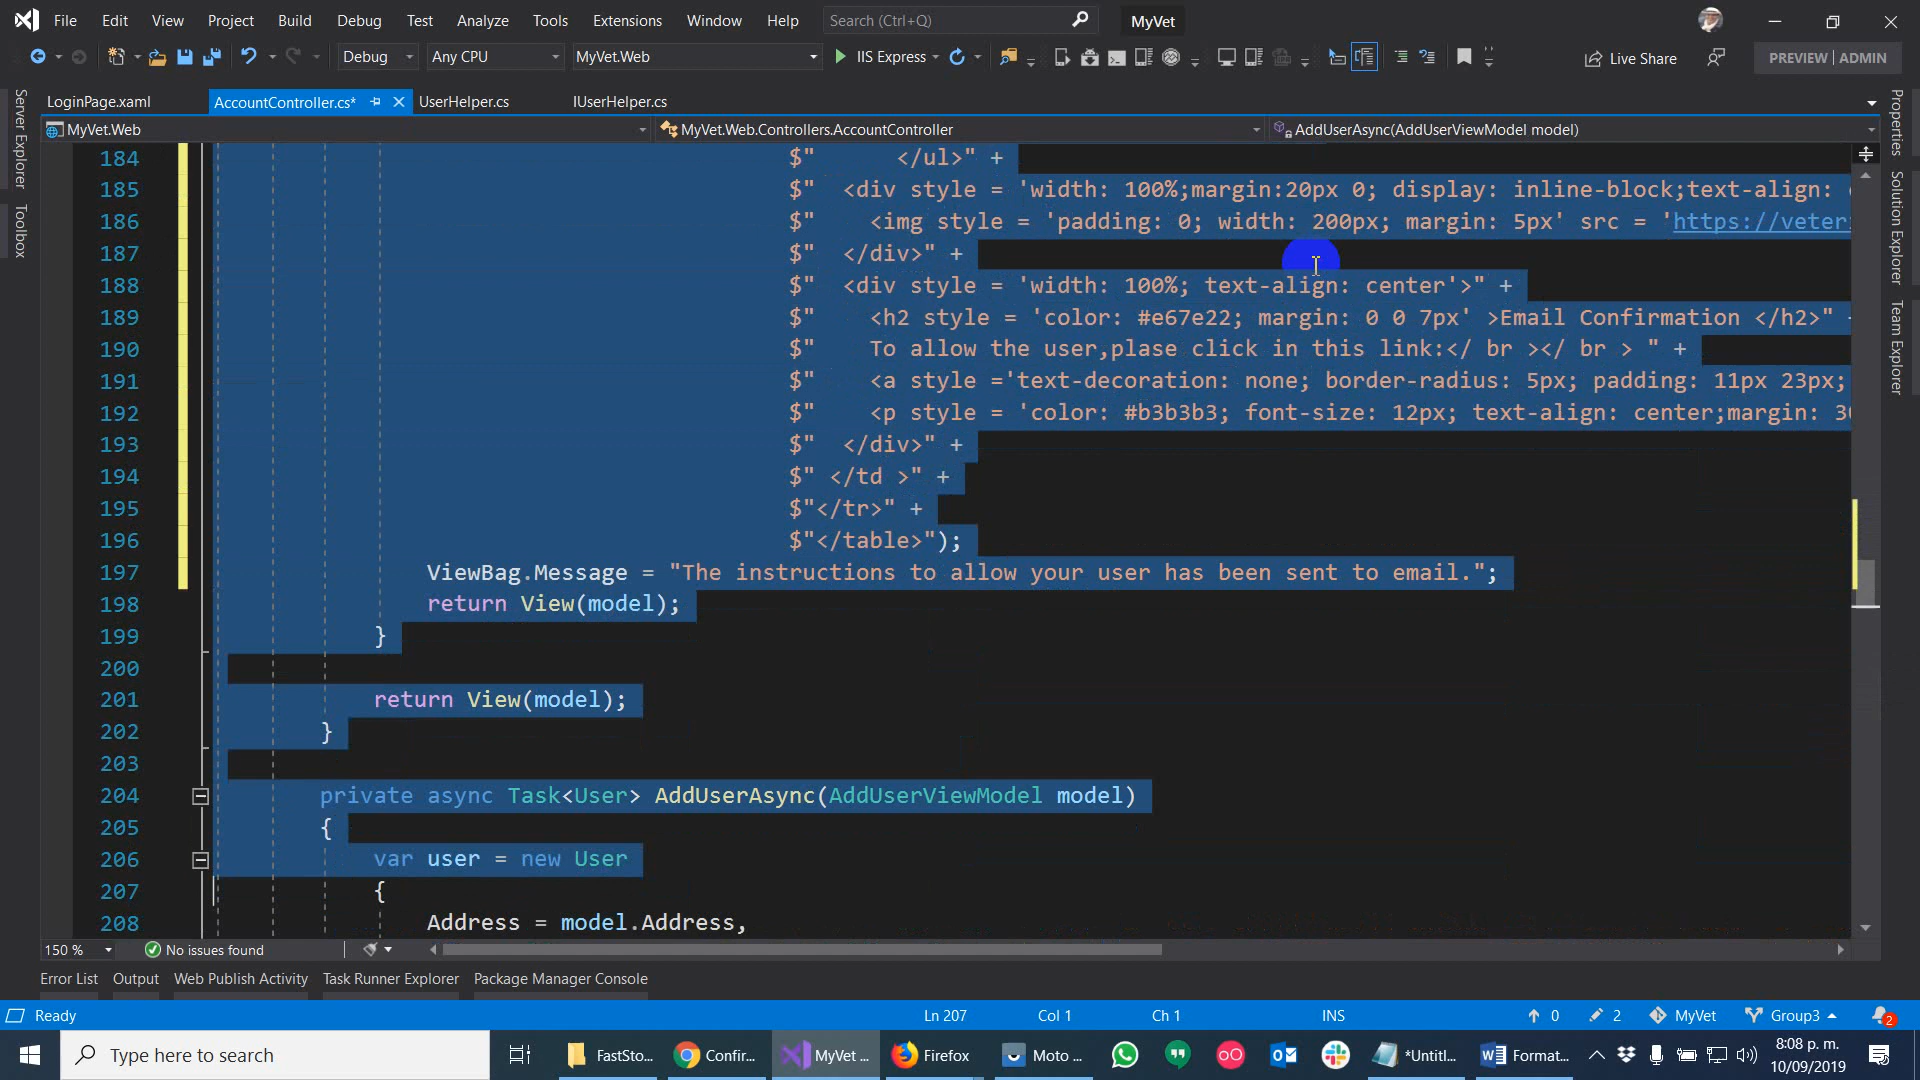 File Edit View Project Build Debug Test Analyze Tools Extensions Window Help Search (Ctrl+Q) MyVet
Debug Any CPU MyVet.Web IIS Express Live Share PREVIEW | ADMIN
LoginPage.xaml AccountController.cs* UserHelper.cs IUserHelper.cs
MyVet.Web MyVet.Web.Controllers.AccountController AddUserAsync(AddUserViewModel model)
Server Explorer
Toolbox
Properties
Solution Explorer
Team Explorer
184 $" </ul>" +
185 $" <div style = 'width: 100%;margin:20px 0; display: inline-block;text-align:
186 $" <img style = 'padding: 0; width: 200px; margin: 5px' src = 'https://veter
187 $" </div>" +
188 $" <div style = 'width: 100%; text-align: center'>" +
189 $" <h2 style = 'color: #e67e22; margin: 0 0 7px' >Email Confirmation </h2>"
190 $" To allow the user,plase click in this link:</ br ></ br > " +
191 $" <a style ='text-decoration: none; border-radius: 5px; padding: 11px 23px;
192 $" <p style = 'color: #b3b3b3; font-size: 12px; text-align: center;margin: 3
193 $" </div>" +
194 $" </td >" +
195 $"</tr>" +
196 $"</table>");
197 ViewBag.Message = "The instructions to allow your user has been sent to email.";
198 return View(model);
199 }
200
201 return View(model);
202 }
203
204 private async Task<User> AddUserAsync(AddUserViewModel model)
205 {
206 var user = new User
207 {
208 Address = model.Address,
150 % No issues found
Error List Output Web Publish Activity Task Runner Explorer Package Manager Console
Ready Ln 207 Col 1 Ch 1 INS 0 2 MyVet Group3 2
Type here to search FastSto... Confir... MyVet ... Firefox Moto ... *Untitl... Format... 8:08 p. m.
10/09/2019